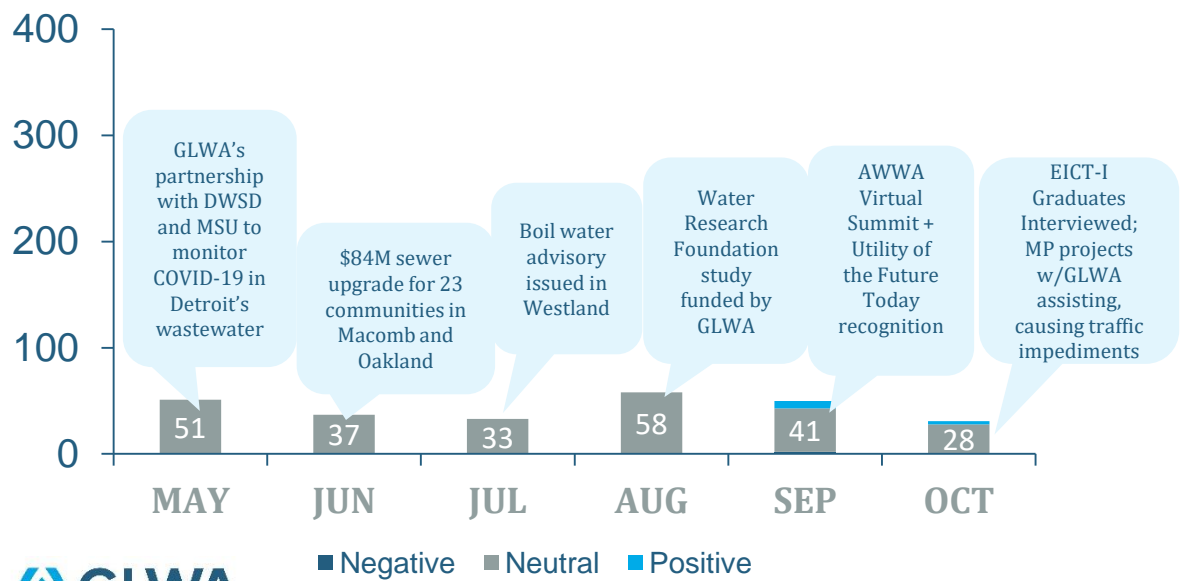 400
300
200
100
0
GLWA's
partnership
with DWSD
and MSU to
monitor
COVID-19 in
Detroit's
wastewater
$84M sewer
upgrade for 23
communities in
Macomb and
Oakland
Boil water
advisory
issued in
Westland
Water
Research
Foundation
study
funded by
GLWA
AWWA
Virtual
Summit +
Utility of
the Future
Today
recognition
EICT-I
Graduates
Interviewed;
MP projects
w/GLWA
assisting,
causing traffic
impediments
51
37
33
58
41
28
MAY
JUN
JUL
AUG
SEP
OCT
Negative
Neutral
Positive
GLWA